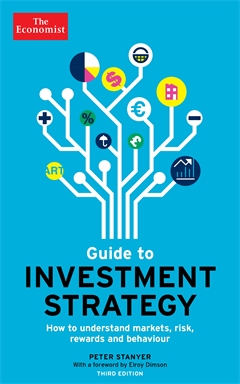 The
Economist
$
€
%
£
ART
Guide to
INVESTMENT
STRATEGY
How to understand markets, risk,
rewards and behaviour
PETER STANYER
With a foreword by Elroy Dimson
THIRD EDITION